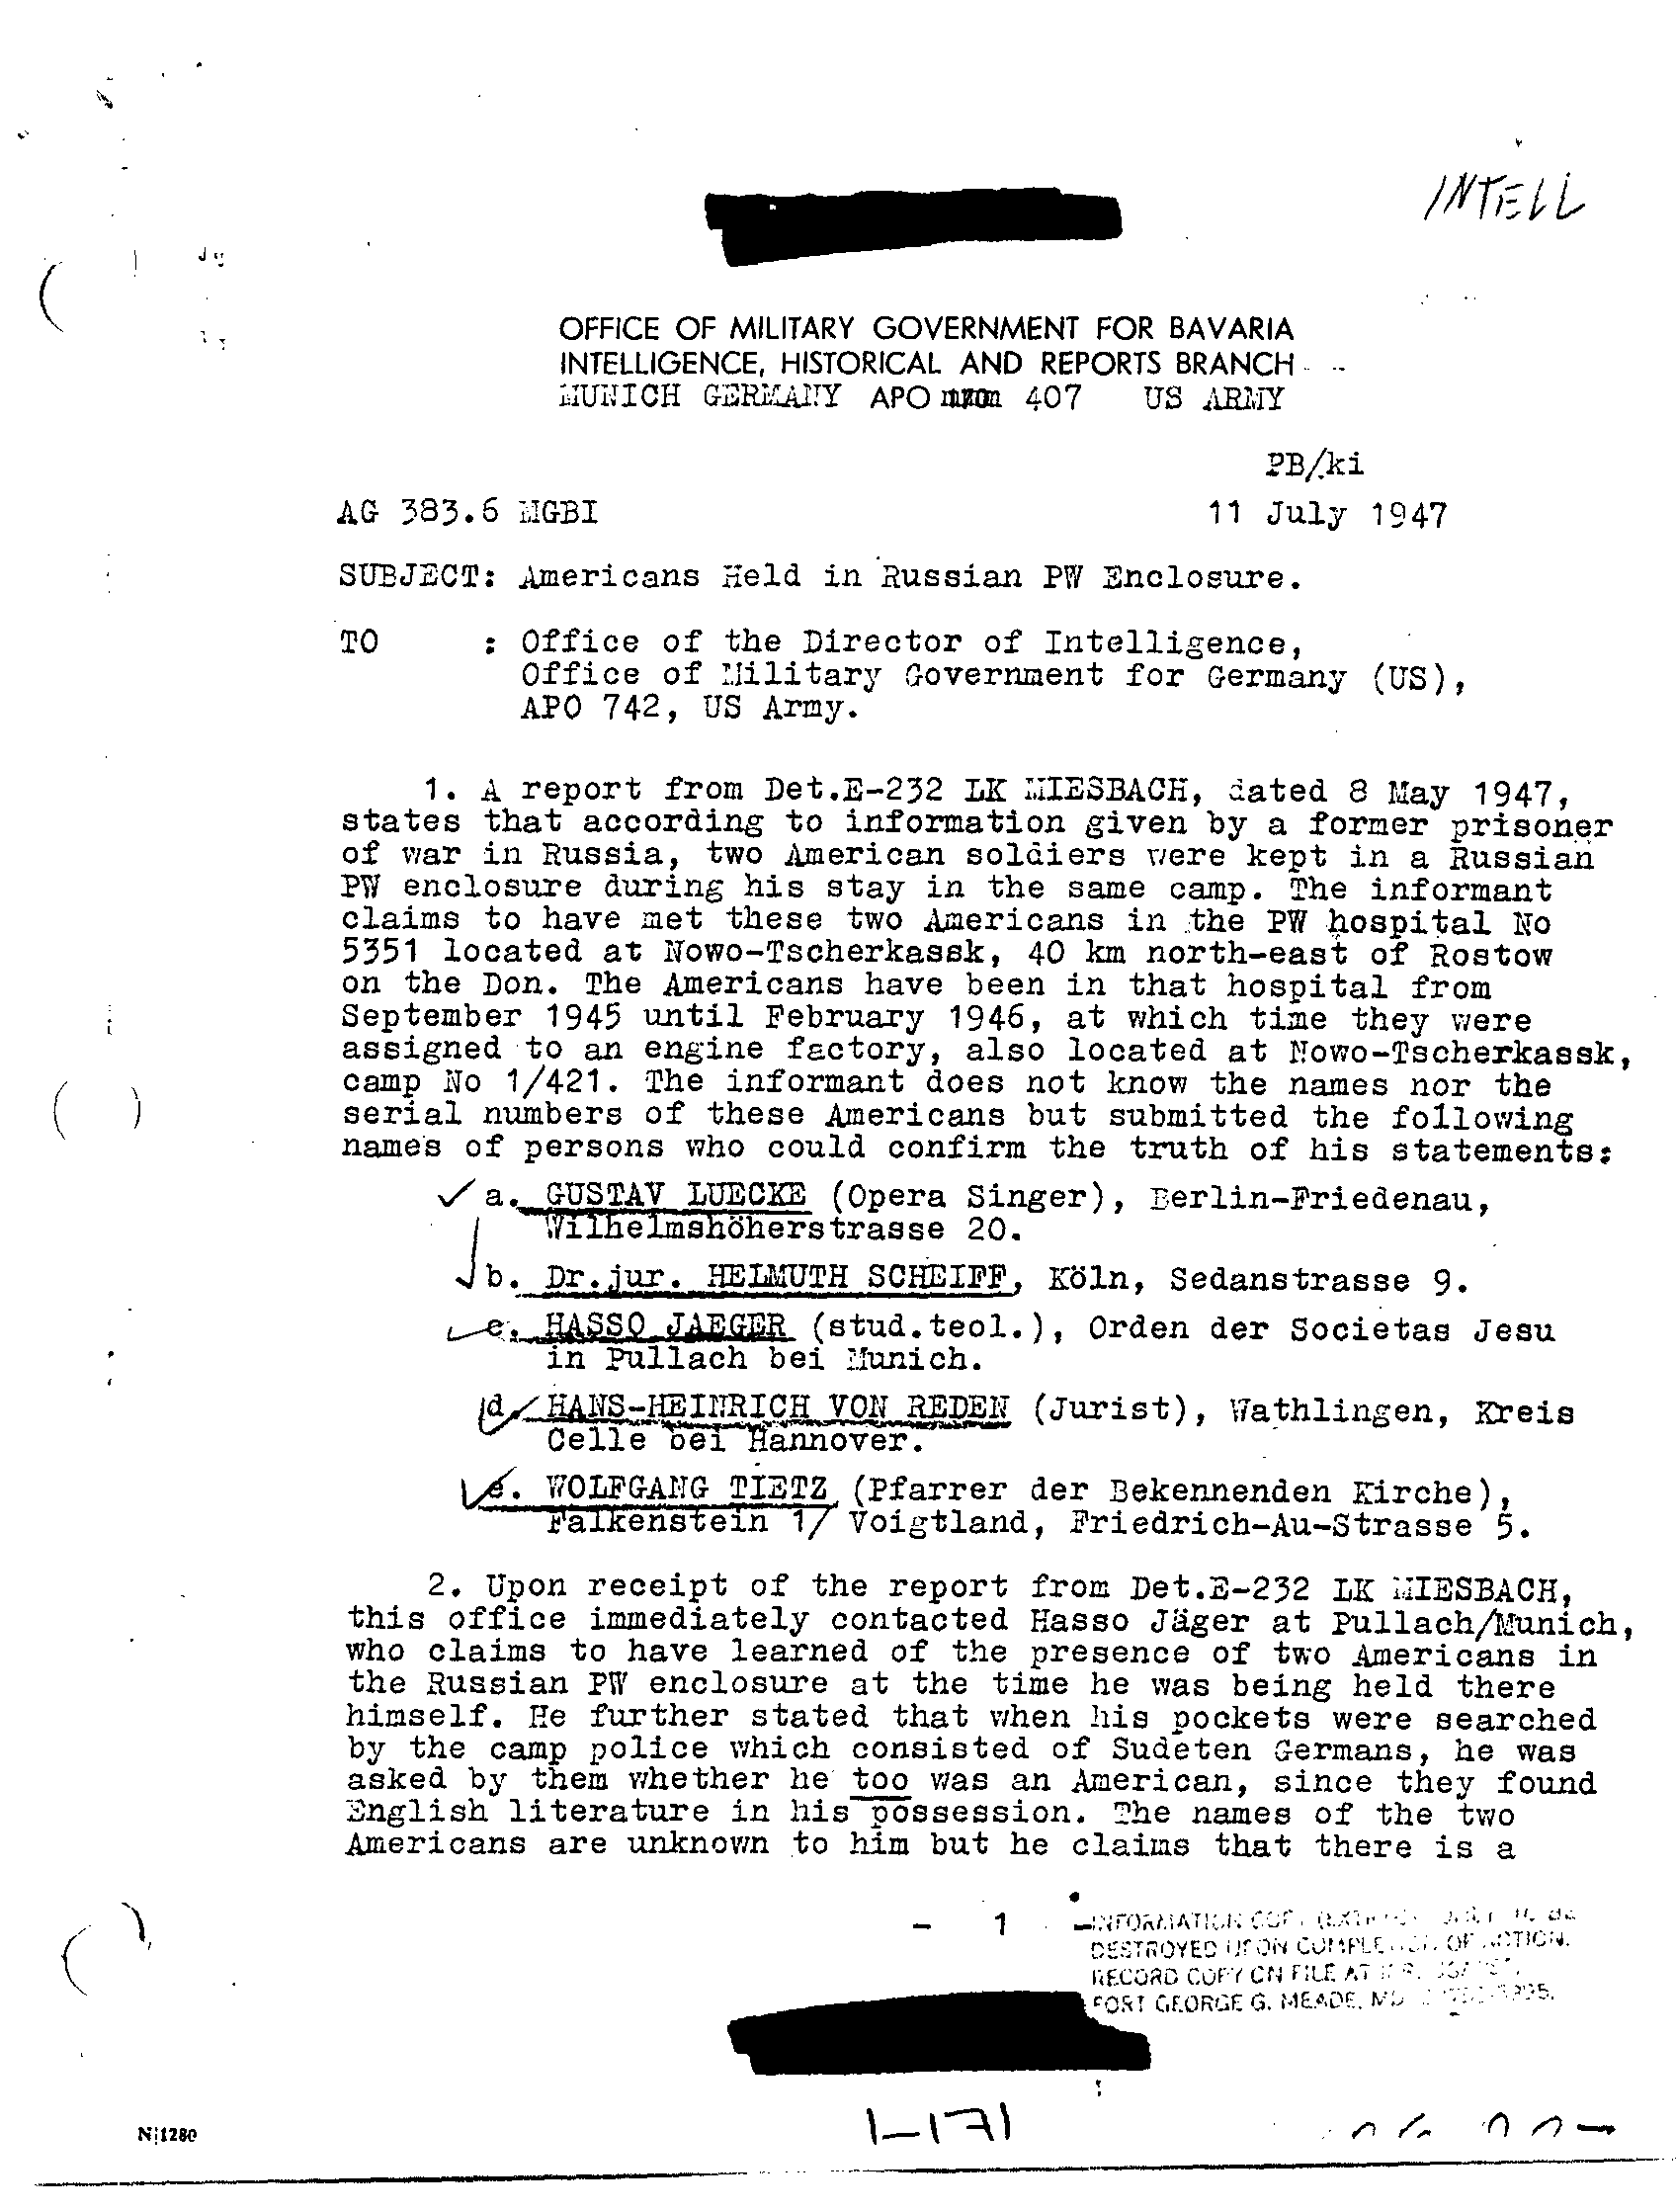 INTELL
OFFICE OF MILITARY GOVERNMENT FOR BAVARIA
INTELLIGENCE, HISTORICAL AND REPORTS BRANCH
MUNICH GERMANY APO 407 US ARMY
PB/ki
AG 383.6 MGBI 11 July 1947
SUBJECT: Americans Held in Russian PW Enclosure.
TO : Office of the Director of Intelligence,
Office of Military Government for Germany (US),
APO 742, US Army.
1. A report from Det.E-232 LK MIESBACH, dated 8 May 1947,
states that according to information given by a former prisoner
of war in Russia, two American soldiers were kept in a Russian
PW enclosure during his stay in the same camp. The informant
claims to have met these two Americans in the PW hospital No
5351 located at Nowo-Tscherkassk, 40 km north-east of Rostow
on the Don. The Americans have been in that hospital from
September 1945 until February 1946, at which time they were
assigned to an engine factory, also located at Nowo-Tscherkassk,
camp No 1/421. The informant does not know the names nor the
serial numbers of these Americans but submitted the following
names of persons who could confirm the truth of his statements:
a. GUSTAV LUECKE (Opera Singer), Berlin-Friedenau,
Wilhelmshöherstrasse 20.
b. Dr.jur. HELMUTH SCHEIFF, Köln, Sedanstrasse 9.
c. HASSO JAEGER (stud.teol.), Orden der Societas Jesu
in Pullach bei Munich.
d. HANS-HEINRICH VON REDEN (Jurist), Wathlingen, Kreis
Celle bei Hannover.
e. WOLFGANG TIETZ (Pfarrer der Bekennenden Kirche),
Falkenstein 1/ Voigtland, Friedrich-Au-Strasse 5.
2. Upon receipt of the report from Det.E-232 LK MIESBACH,
this office immediately contacted Hasso Jäger at Pullach/Munich,
who claims to have learned of the presence of two Americans in
the Russian PW enclosure at the time he was being held there
himself. He further stated that when his pockets were searched
by the camp police which consisted of Sudeten Germans, he was
asked by them whether he too was an American, since they found
English literature in his possession. The names of the two
Americans are unknown to him but he claims that there is a
- 1 -
INFORMATION COPY
DESTROYED UPON COMPLETION OF ACTION.
RECORD COPY ON FILE AT
FORT GEORGE G. MEADE, MD
1-171
N|1280